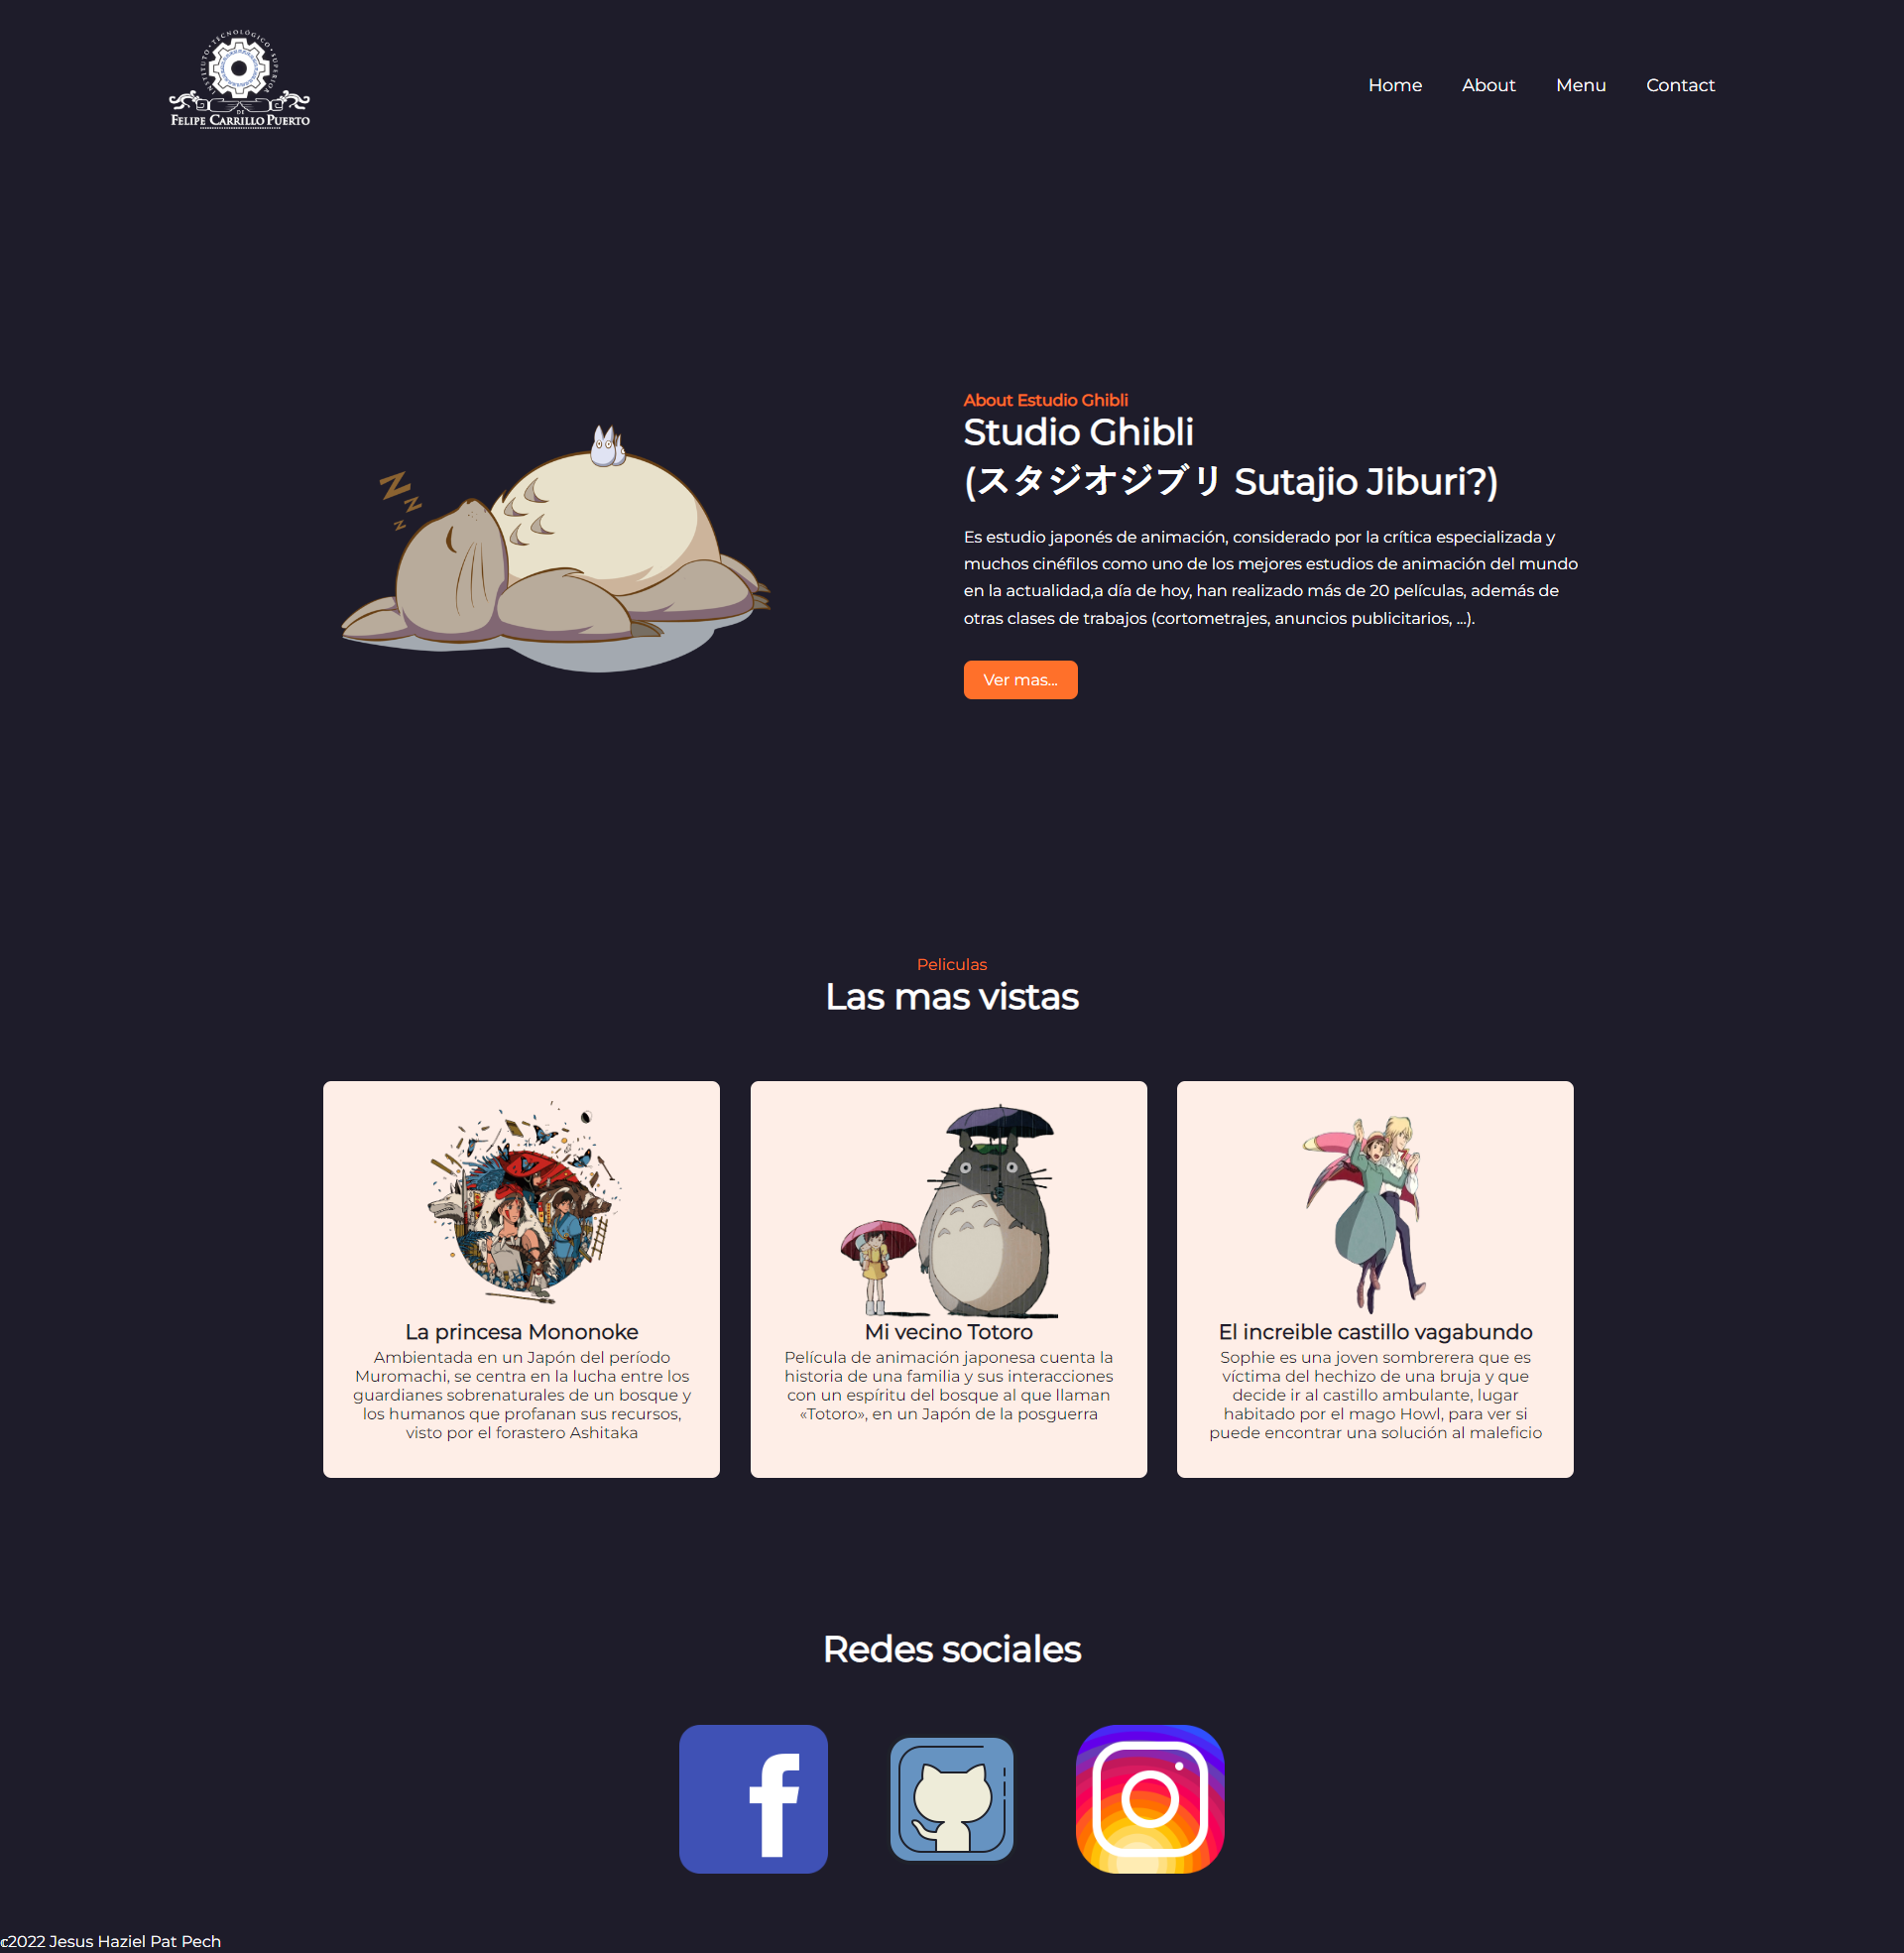 INSTITUTO • TECNOLÓGICO • SUPERIOR
DE
FELIPE CARRILLO PUERTO
Home
About
Menu
Contact
Z
Z
Z
About Estudio Ghibli
Studio Ghibli
(スタジオジブリ Sutajio Jiburi?)
Es estudio japonés de animación, considerado por la crítica especializada y
muchos cinéfilos como uno de los mejores estudios de animación del mundo
en la actualidad,a día de hoy, han realizado más de 20 películas, además de
otras clases de trabajos (cortometrajes, anuncios publicitarios, ...).
Ver mas...
Peliculas
Las mas vistas
La princesa Mononoke
Ambientada en un Japón del período
Muromachi, se centra en la lucha entre los
guardianes sobrenaturales de un bosque y
los humanos que profanan sus recursos,
visto por el forastero Ashitaka
Mi vecino Totoro
Película de animación japonesa cuenta la
historia de una familia y sus interacciones
con un espíritu del bosque al que llaman
«Totoro», en un Japón de la posguerra
El increible castillo vagabundo
Sophie es una joven sombrerera que es
víctima del hechizo de una bruja y que
decide ir al castillo ambulante, lugar
habitado por el mago Howl, para ver si
puede encontrar una solución al maleficio
Redes sociales
f
c2022 Jesus Haziel Pat Pech